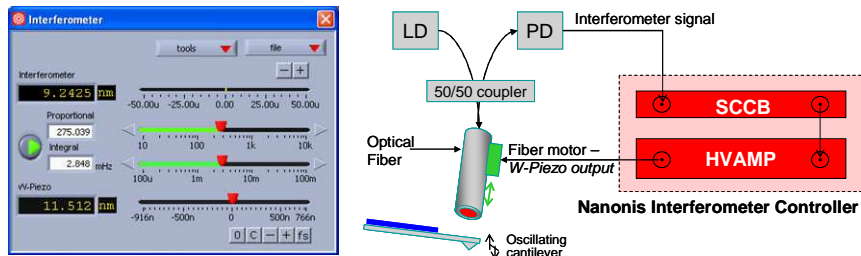 Interferometer
tools
file
Interferometer
9.2425 nm
-50.00u -25.00u 0.00 25.00u 50.00u
Proportional
275.039
10 100 1k 10k
Integral
2.848 mHz
100u 1m 10m 100m
W-Piezo
11.512 nm
-916n -500n 0 500n 766n
0 C - + fs
LD
PD
Interferometer signal
50/50 coupler
SCCB
Optical
Fiber
Fiber motor –
W-Piezo output
HVAMP
Nanonis Interferometer Controller
Oscillating
cantilever